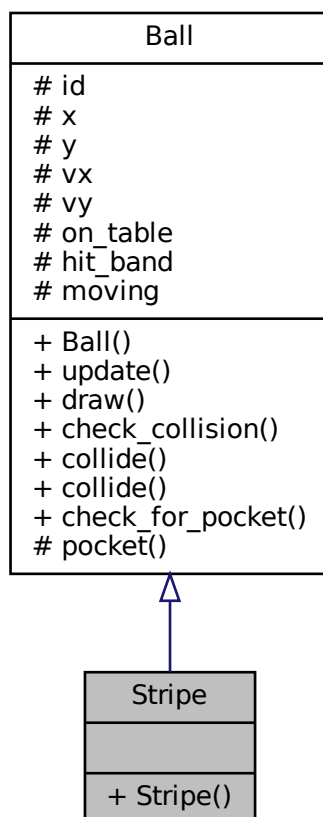 Ball
# id
# x
# y
# vx
# vy
# on_table
# hit_band
# moving
+ Ball()
+ update()
+ draw()
+ check_collision()
+ collide()
+ collide()
+ check_for_pocket()
# pocket()
Stripe
+ Stripe()